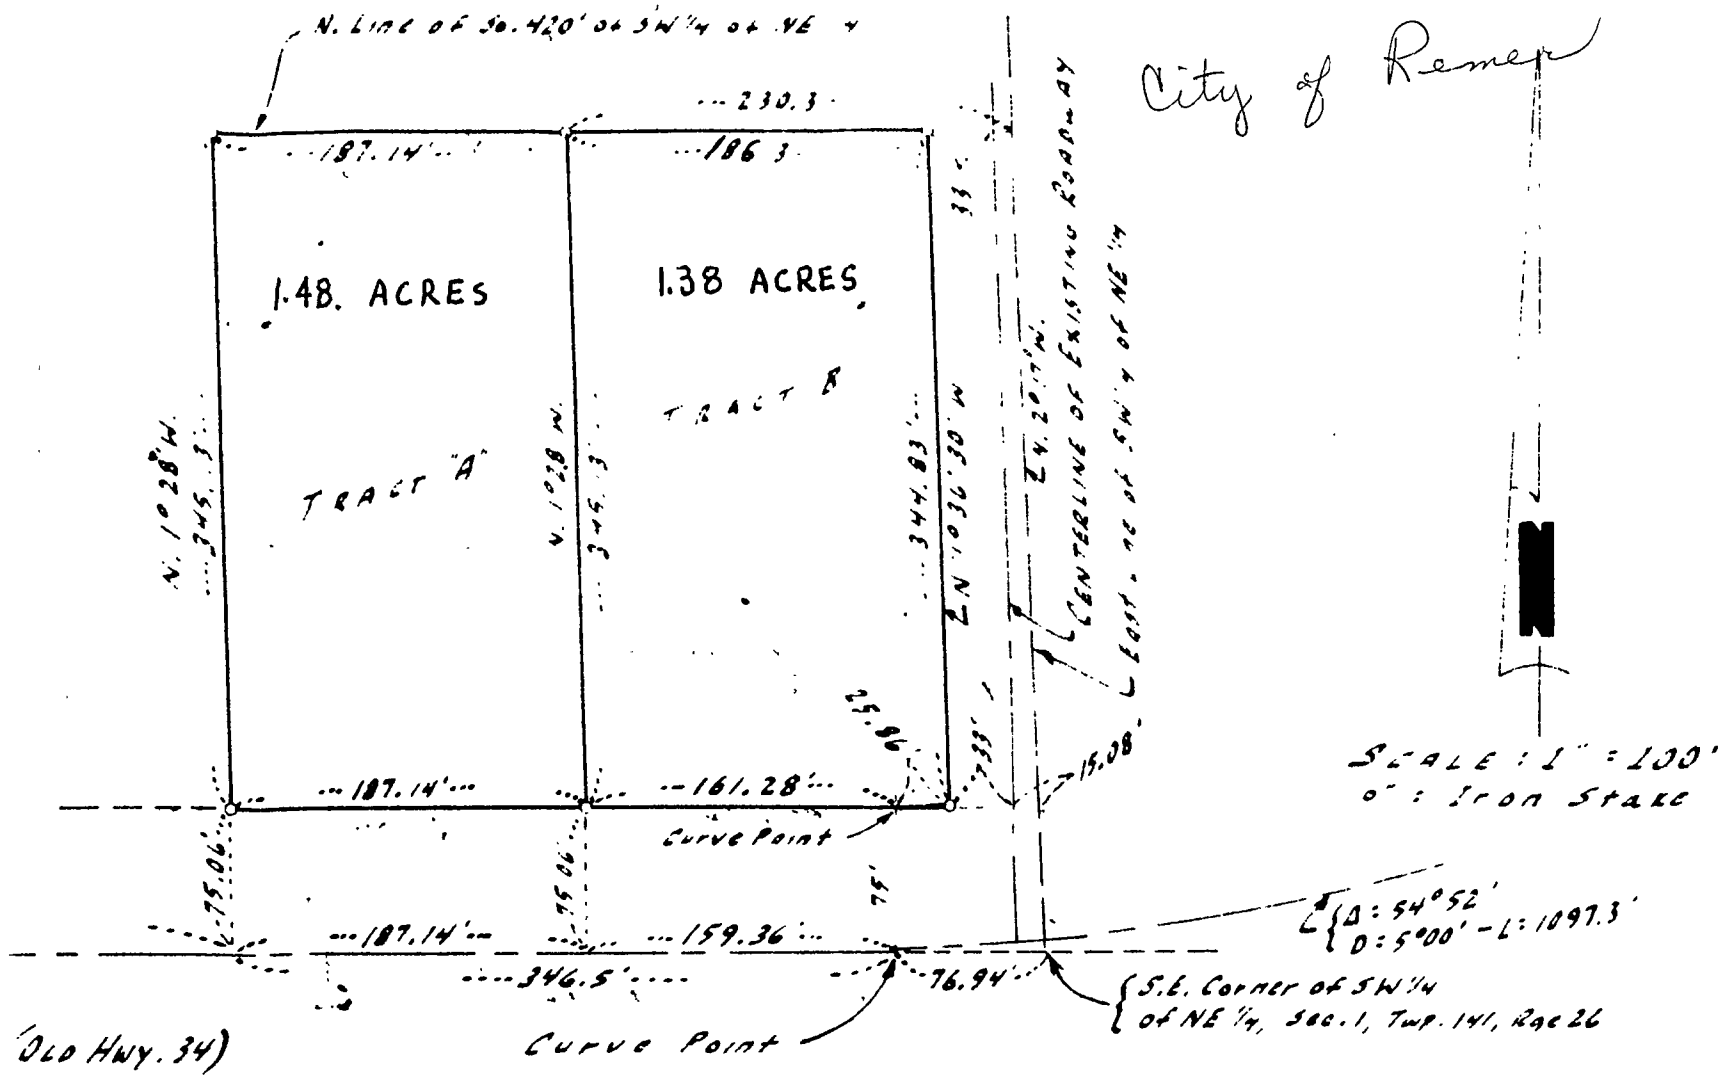 N. Line of So. 420' of SW ¼ of NE
City of Remer
230.3
187.14'
186 3
33
1.48. ACRES
1.38 ACRES
TRACT "A"
TRACT B
N. 1° 28' W.
345.3
N. 1° 28 W.
345.3
344.83'
N 1° 36' 30" W
CENTERLINE OF EXISTING ROADWAY
East of SW 4 of NE ¼
25.86
33'
15.08
187.14'
161.28'
Curve Point
75.06'
75.06'
75'
187.14'
159.36'
346.5'
76.94'
SCALE : 1" = 100'
o" : Iron Stake
Δ : 54° 52'
D : 5° 00' - L : 1097.3'
S.E. Corner of SW ¼
of NE ¼, Sec. 1, Twp. 141, Rge 26
Curve Point
OLD HWY. 34)